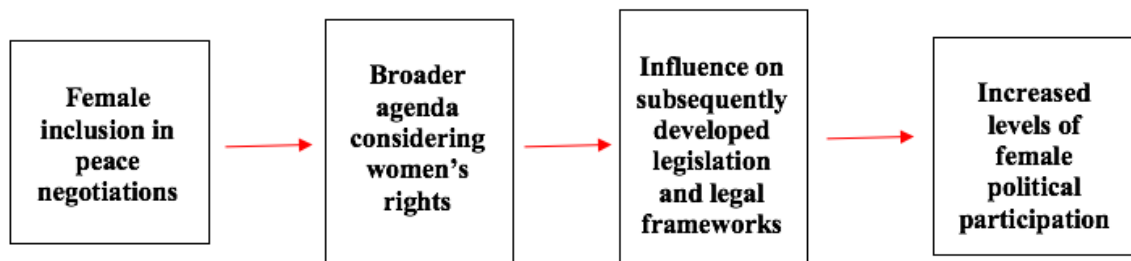 Female
inclusion in
peace
negotiations
Broader
agenda
considering
women's
rights
Influence on
subsequently
developed
legislation
and legal
frameworks
Increased
levels of
female
political
participation